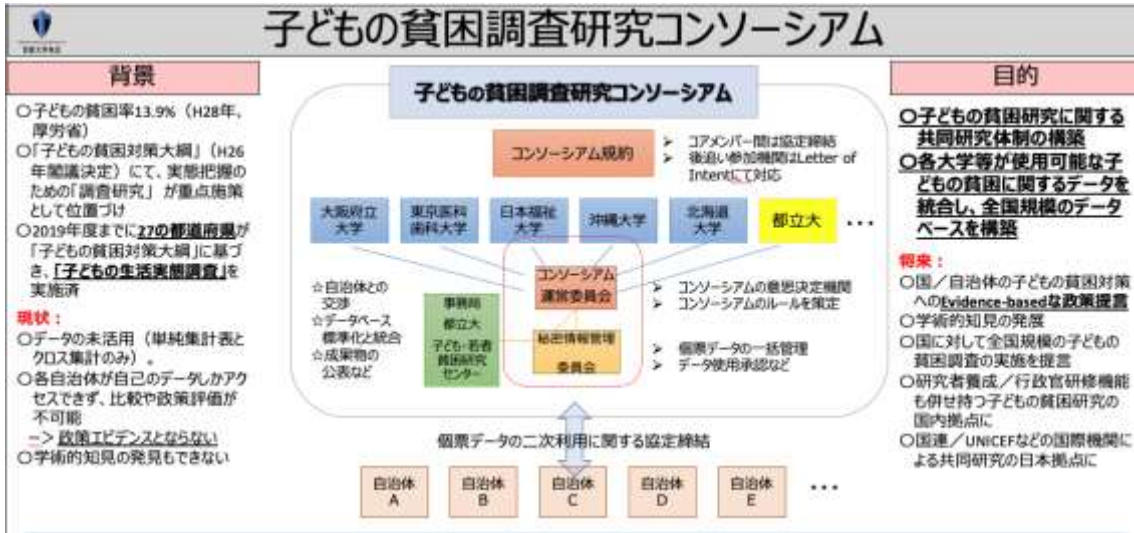 子どもの貧困調査研究コンソーシアム
背景
〇子どもの貧困率13.9%（H28年、
厚労省）
〇「子どもの貧困対策大綱」（H26
年閣議決定）にて、実態把握の
ための「調査研究」が重点施策
として位置づけ
〇2019年度までに27の都道府県が
「子どもの貧困対策大綱」に基づ
き、「子どもの生活実態調査」を
実施済
現状：
〇データの未活用（単純集計表と
クロス集計のみ）。
〇各自治体が自己のデータしかアク
セスできず、比較や政策評価が
不可能
―> 政策エビデンスとならない
〇学術的知見の発見もできない
子どもの貧困調査研究コンソーシアム
コンソーシアム規約
➢ コアメンバー間は協定締結
➢ 後追い参加機関はLetter of
Intentにて対応
大阪府立
大学
東京医科
歯科大学
日本福祉
大学
沖縄大学
北海道
大学
都立大
・・・
☆自治体との
交渉
☆データベース
標準化と統合
☆成果物の
公表など
事務局
都立大
子ども・若者
貧困研究
センター
コンソーシアム
運営委員会
秘密情報管理
委員会
➢ コンソーシアムの意思決定機関
➢ コンソーシアムのルールを策定
➢ 個票データの一括管理
➢ データ使用承認など
個票データの二次利用に関する協定締結
自治体
A
自治体
B
自治体
C
自治体
D
自治体
E
・・・
目的
〇子どもの貧困研究に関する
共同研究体制の構築
〇各大学等が使用可能な子
どもの貧困に関するデータを
統合し、全国規模のデータ
ベースを構築
将来：
〇国／自治体の子どもの貧困対策
へのEvidence-basedな政策提言
〇学術的知見の発展
〇国に対して全国規模の子どもの
貧困調査の実施を提言
〇研究者養成／行政官研修機能
も併せ持つ子どもの貧困研究の
国内拠点に
〇国連／UNICEFなどの国際機関に
よる共同研究の日本拠点に